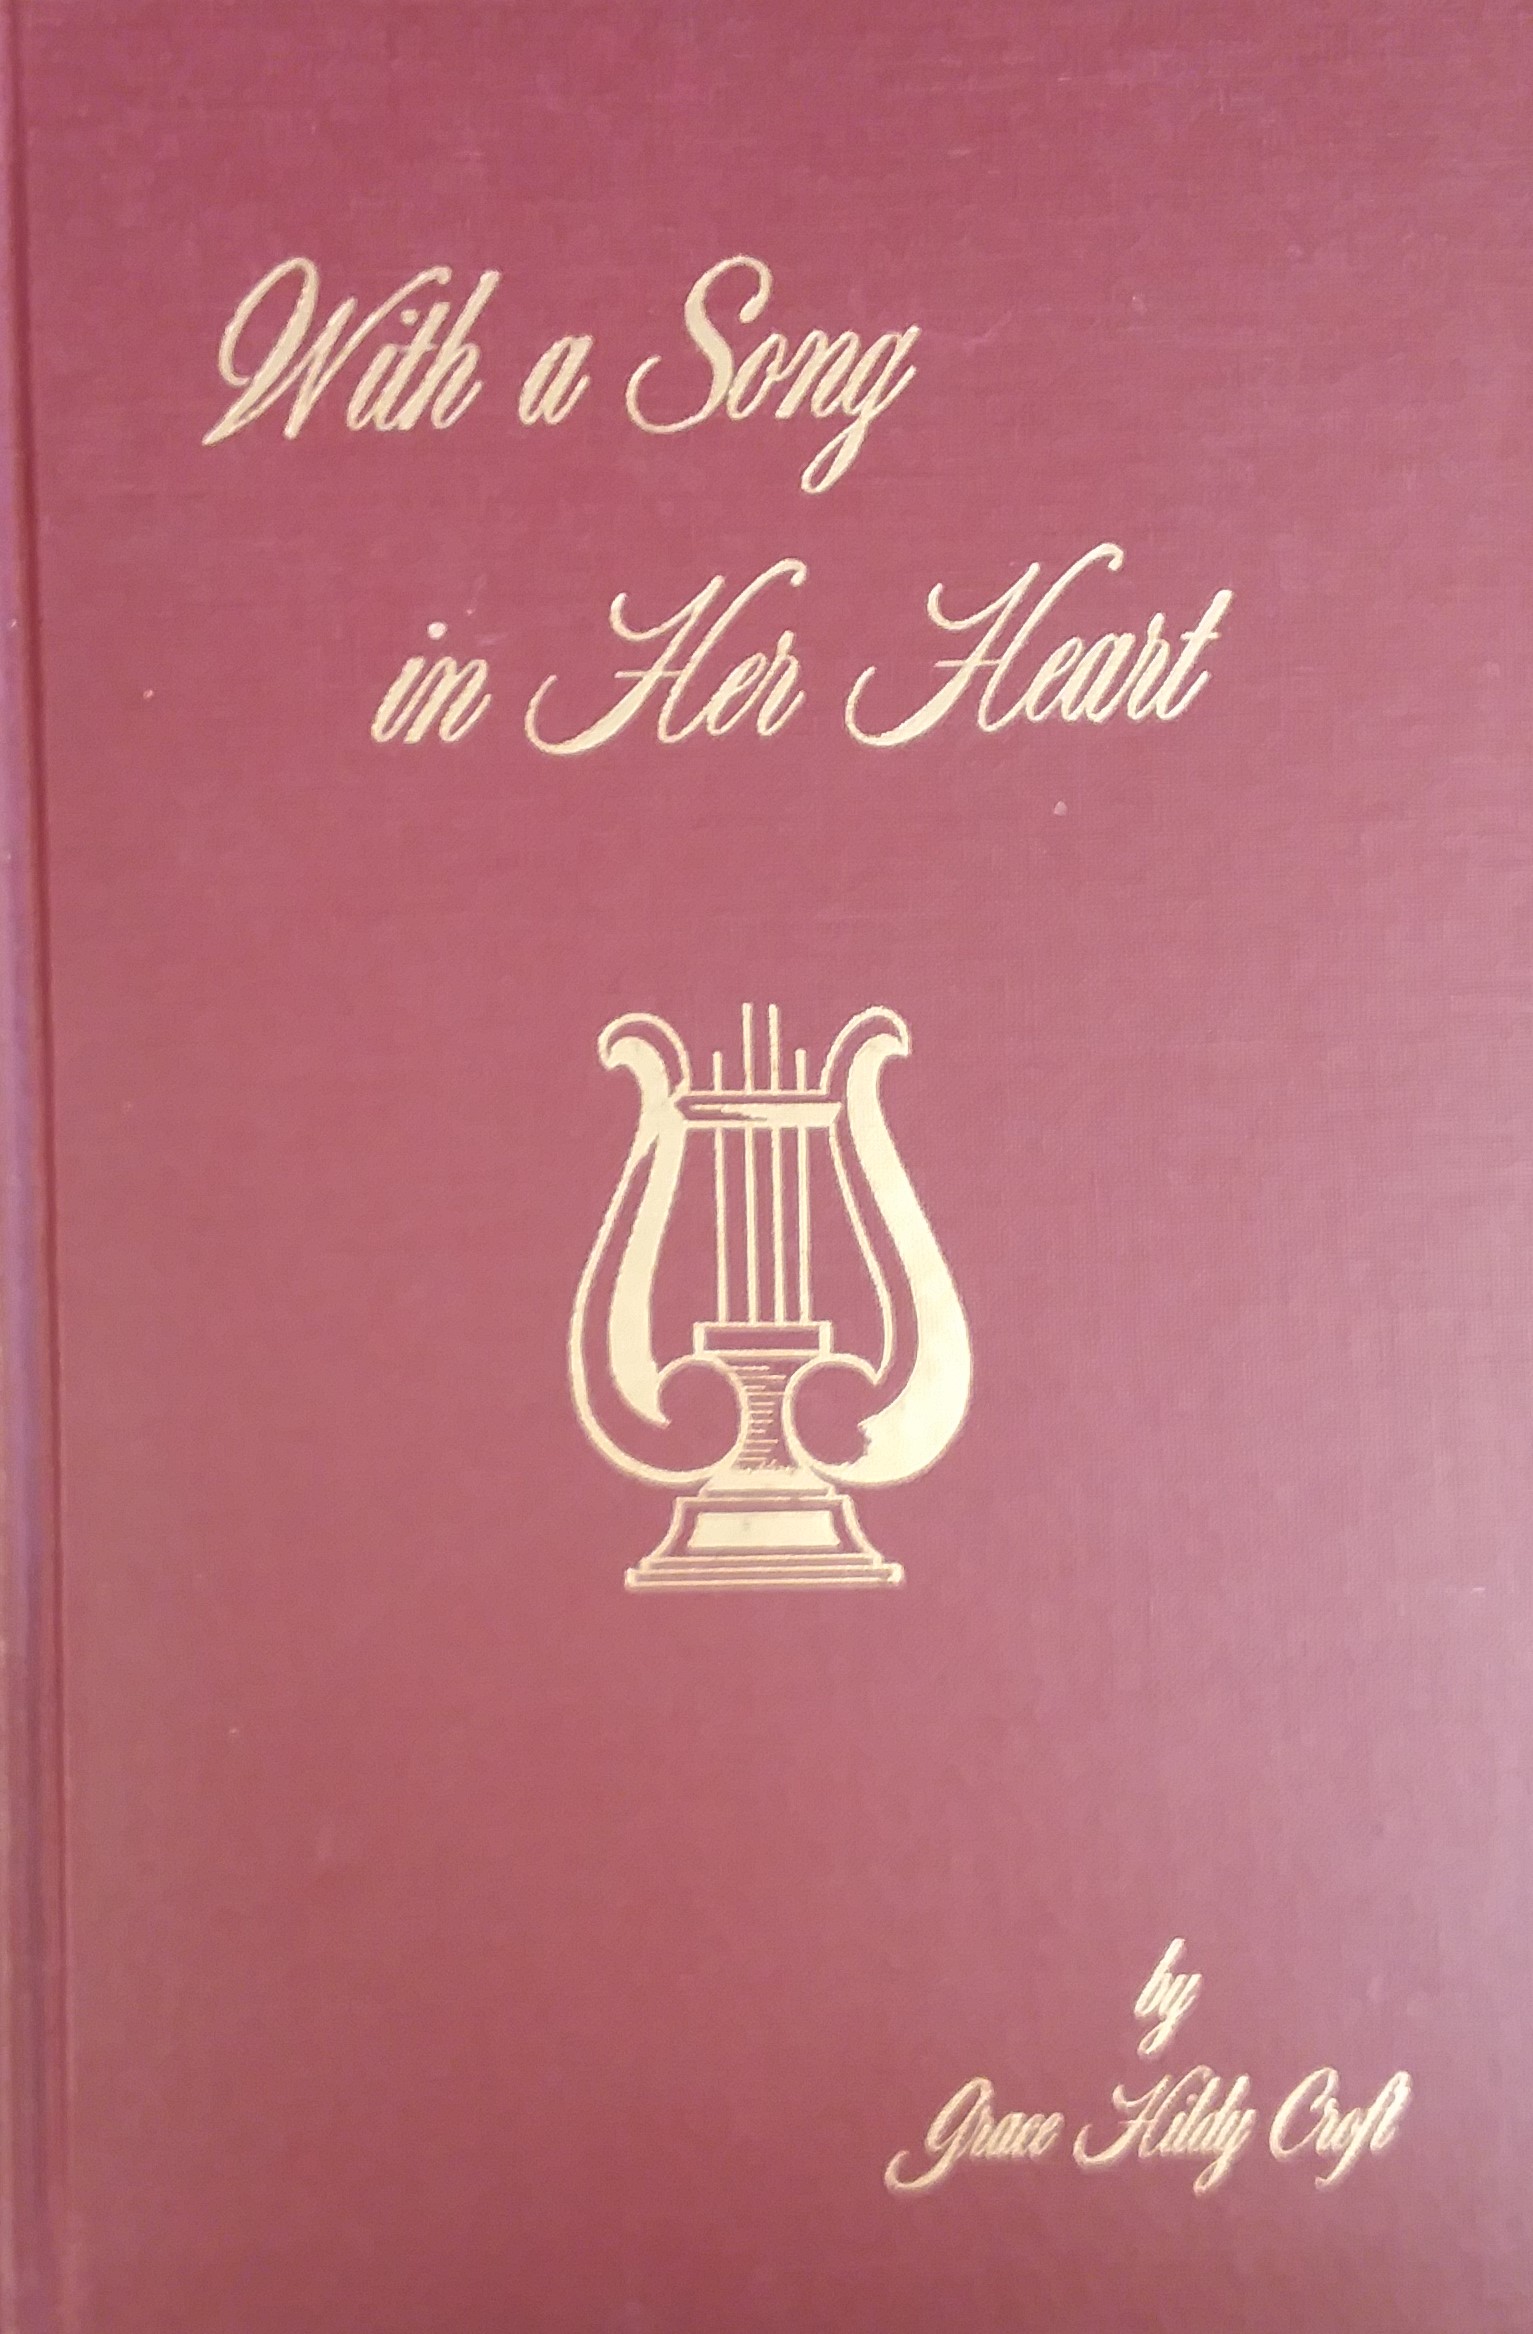 With a Song
in Her Heart
by
Grace Hildy Croft